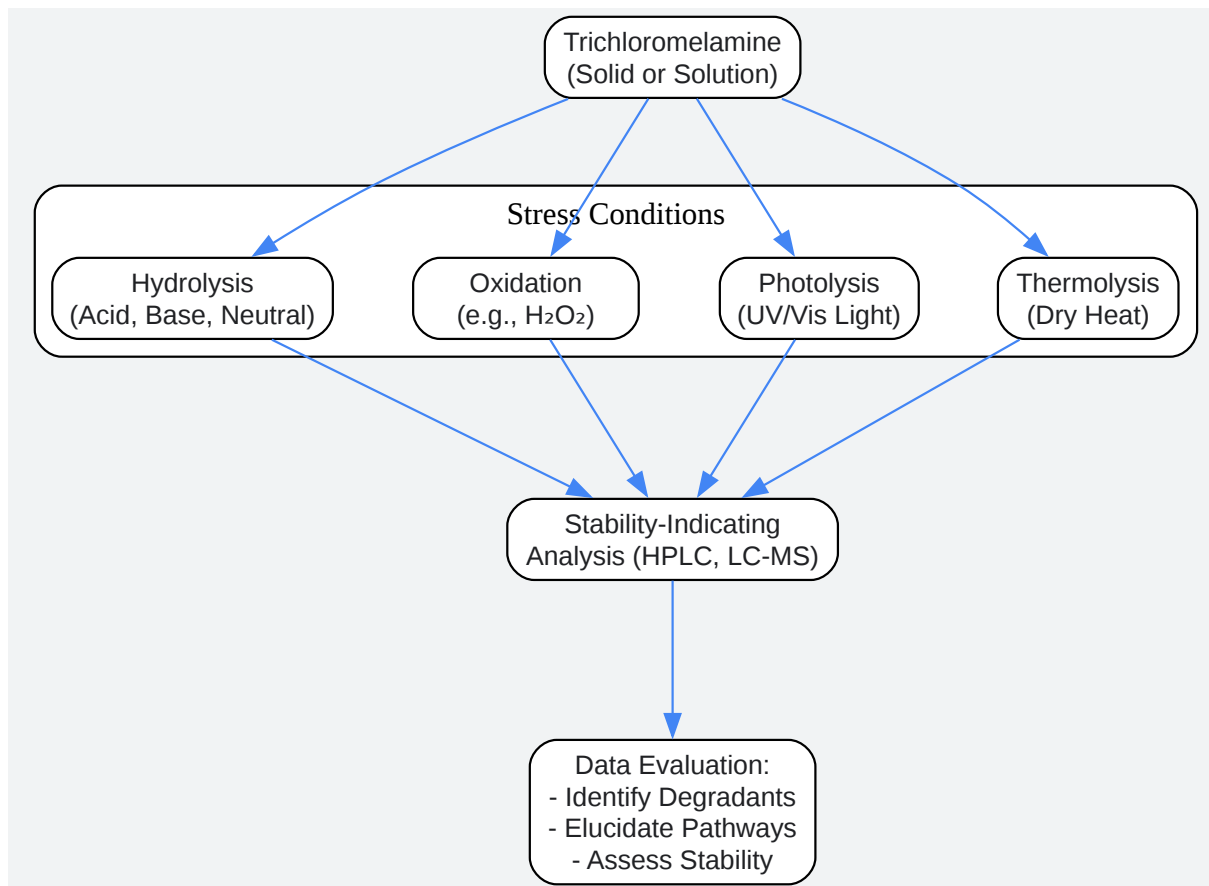 Trichloromelamine
(Solid or Solution)
Stress Conditions
Hydrolysis
(Acid, Base, Neutral)
Oxidation
(e.g., H₂O₂)
Photolysis
(UV/Vis Light)
Thermolysis
(Dry Heat)
Stability-Indicating
Analysis (HPLC, LC-MS)
Data Evaluation:
- Identify Degradants
- Elucidate Pathways
- Assess Stability